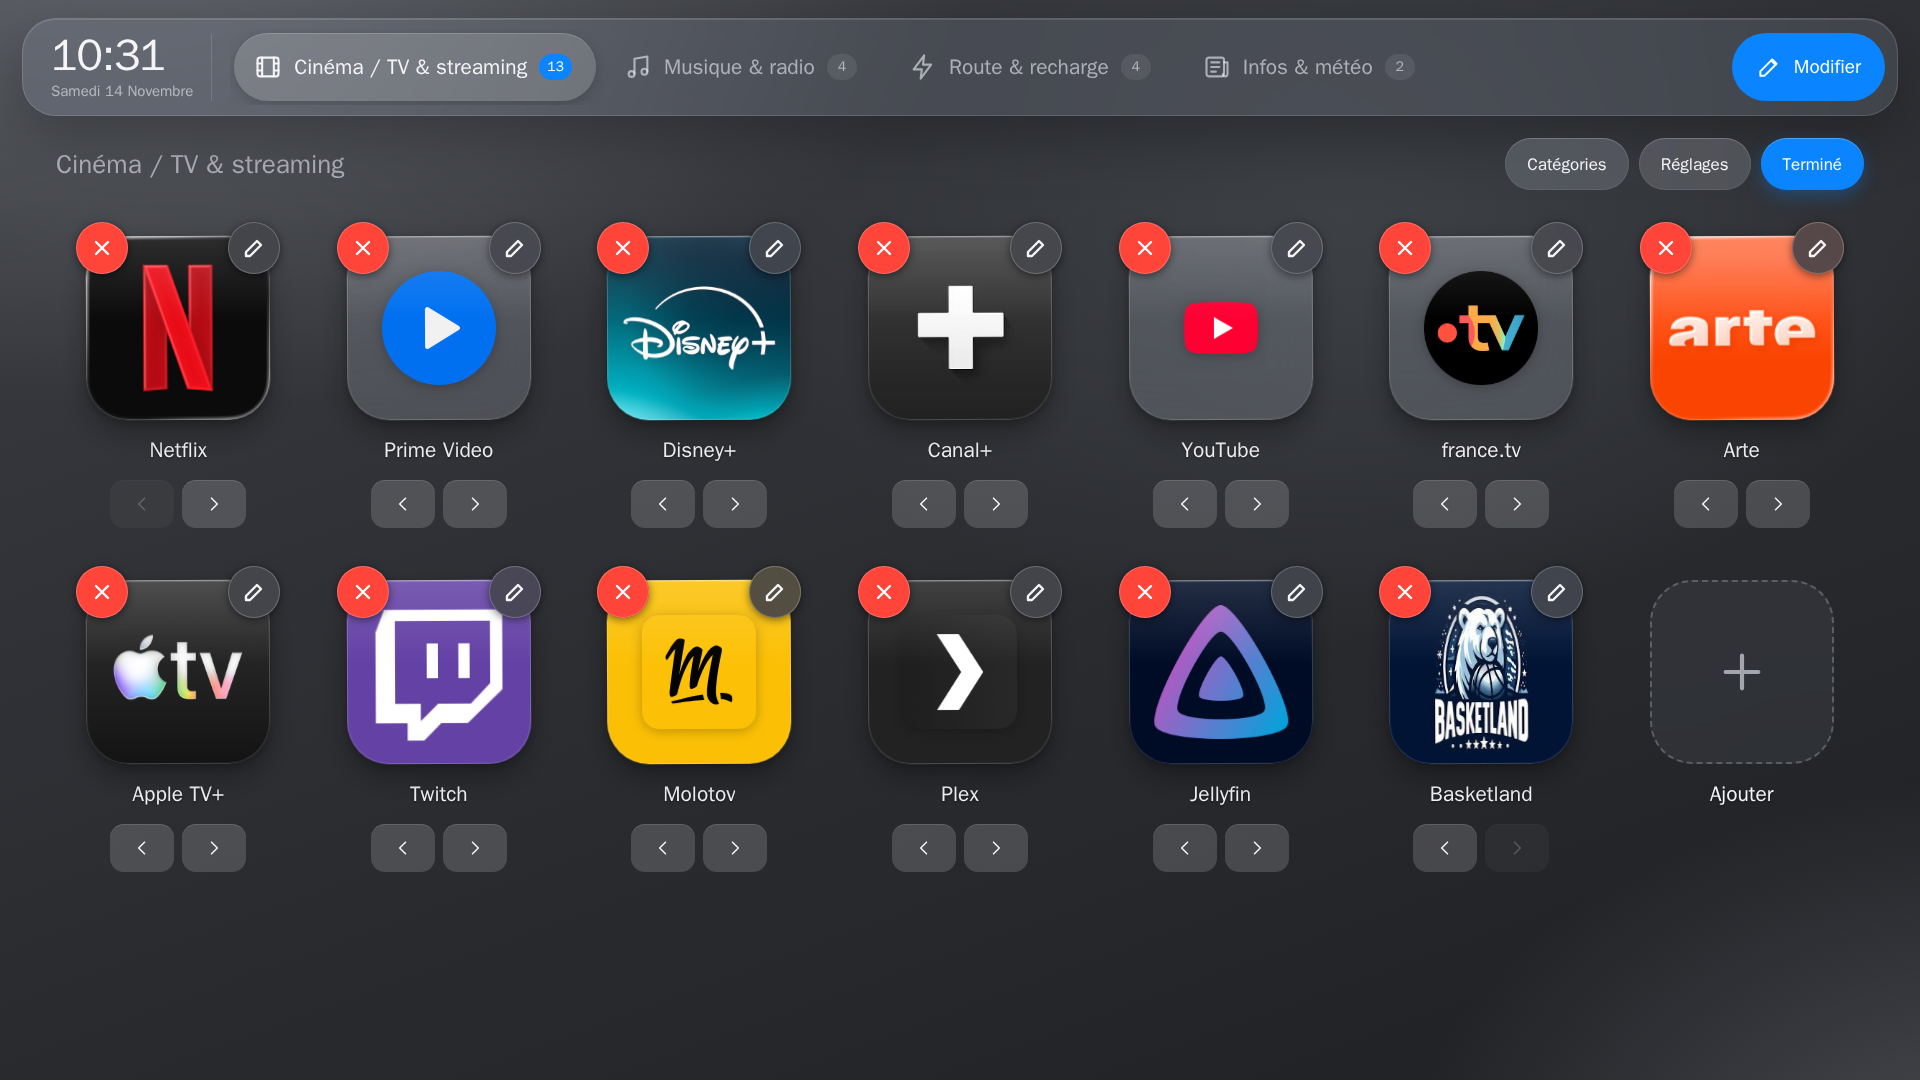 10:31
Samedi 14 Novembre
Cinéma / TV & streaming 13
Musique & radio 4
Route & recharge 4
Infos & météo 2
Modifier
Cinéma / TV & streaming
Catégories
Réglages
Terminé
N
Disney+
tv
arte
Netflix
Prime Video
Disney+
Canal+
YouTube
france.tv
Arte
tv
m.
BASKETLAND
Apple TV+
Twitch
Molotov
Plex
Jellyfin
Basketland
Ajouter